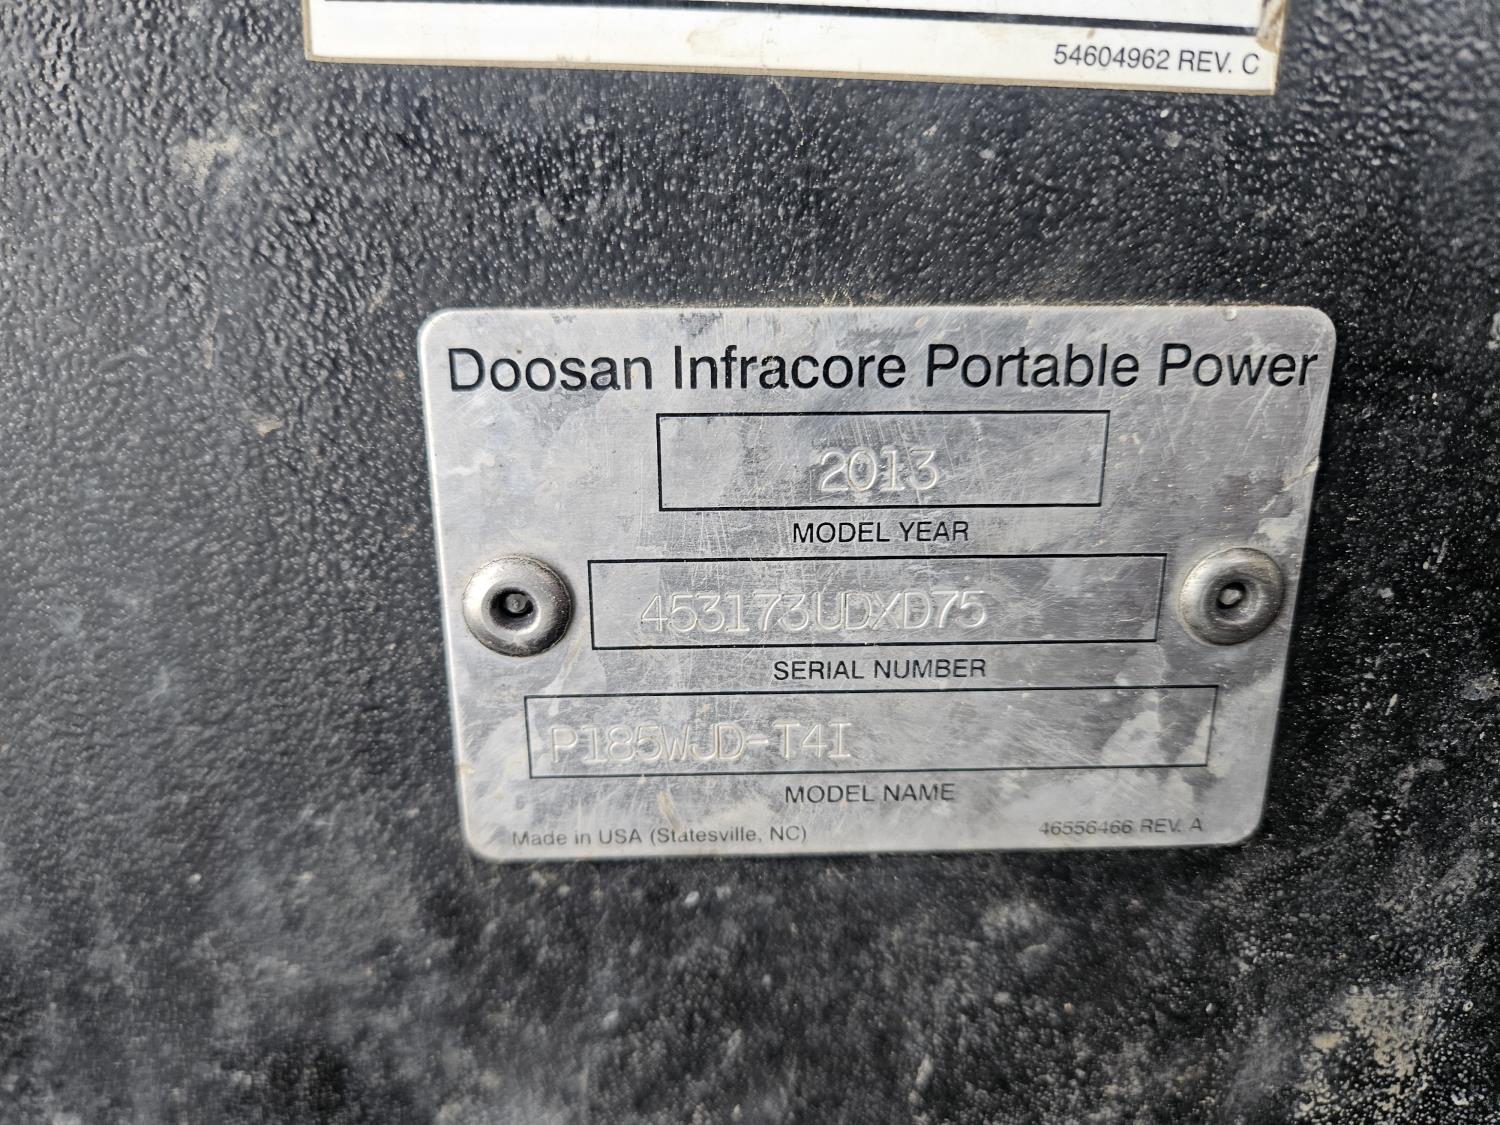 54604962 REV. C
Doosan Infracore Portable Power
2013
MODEL YEAR
453173UDXD75
SERIAL NUMBER
P185WJD-T4I
MODEL NAME
Made in USA (Statesville, NC)
46556466 REV. A